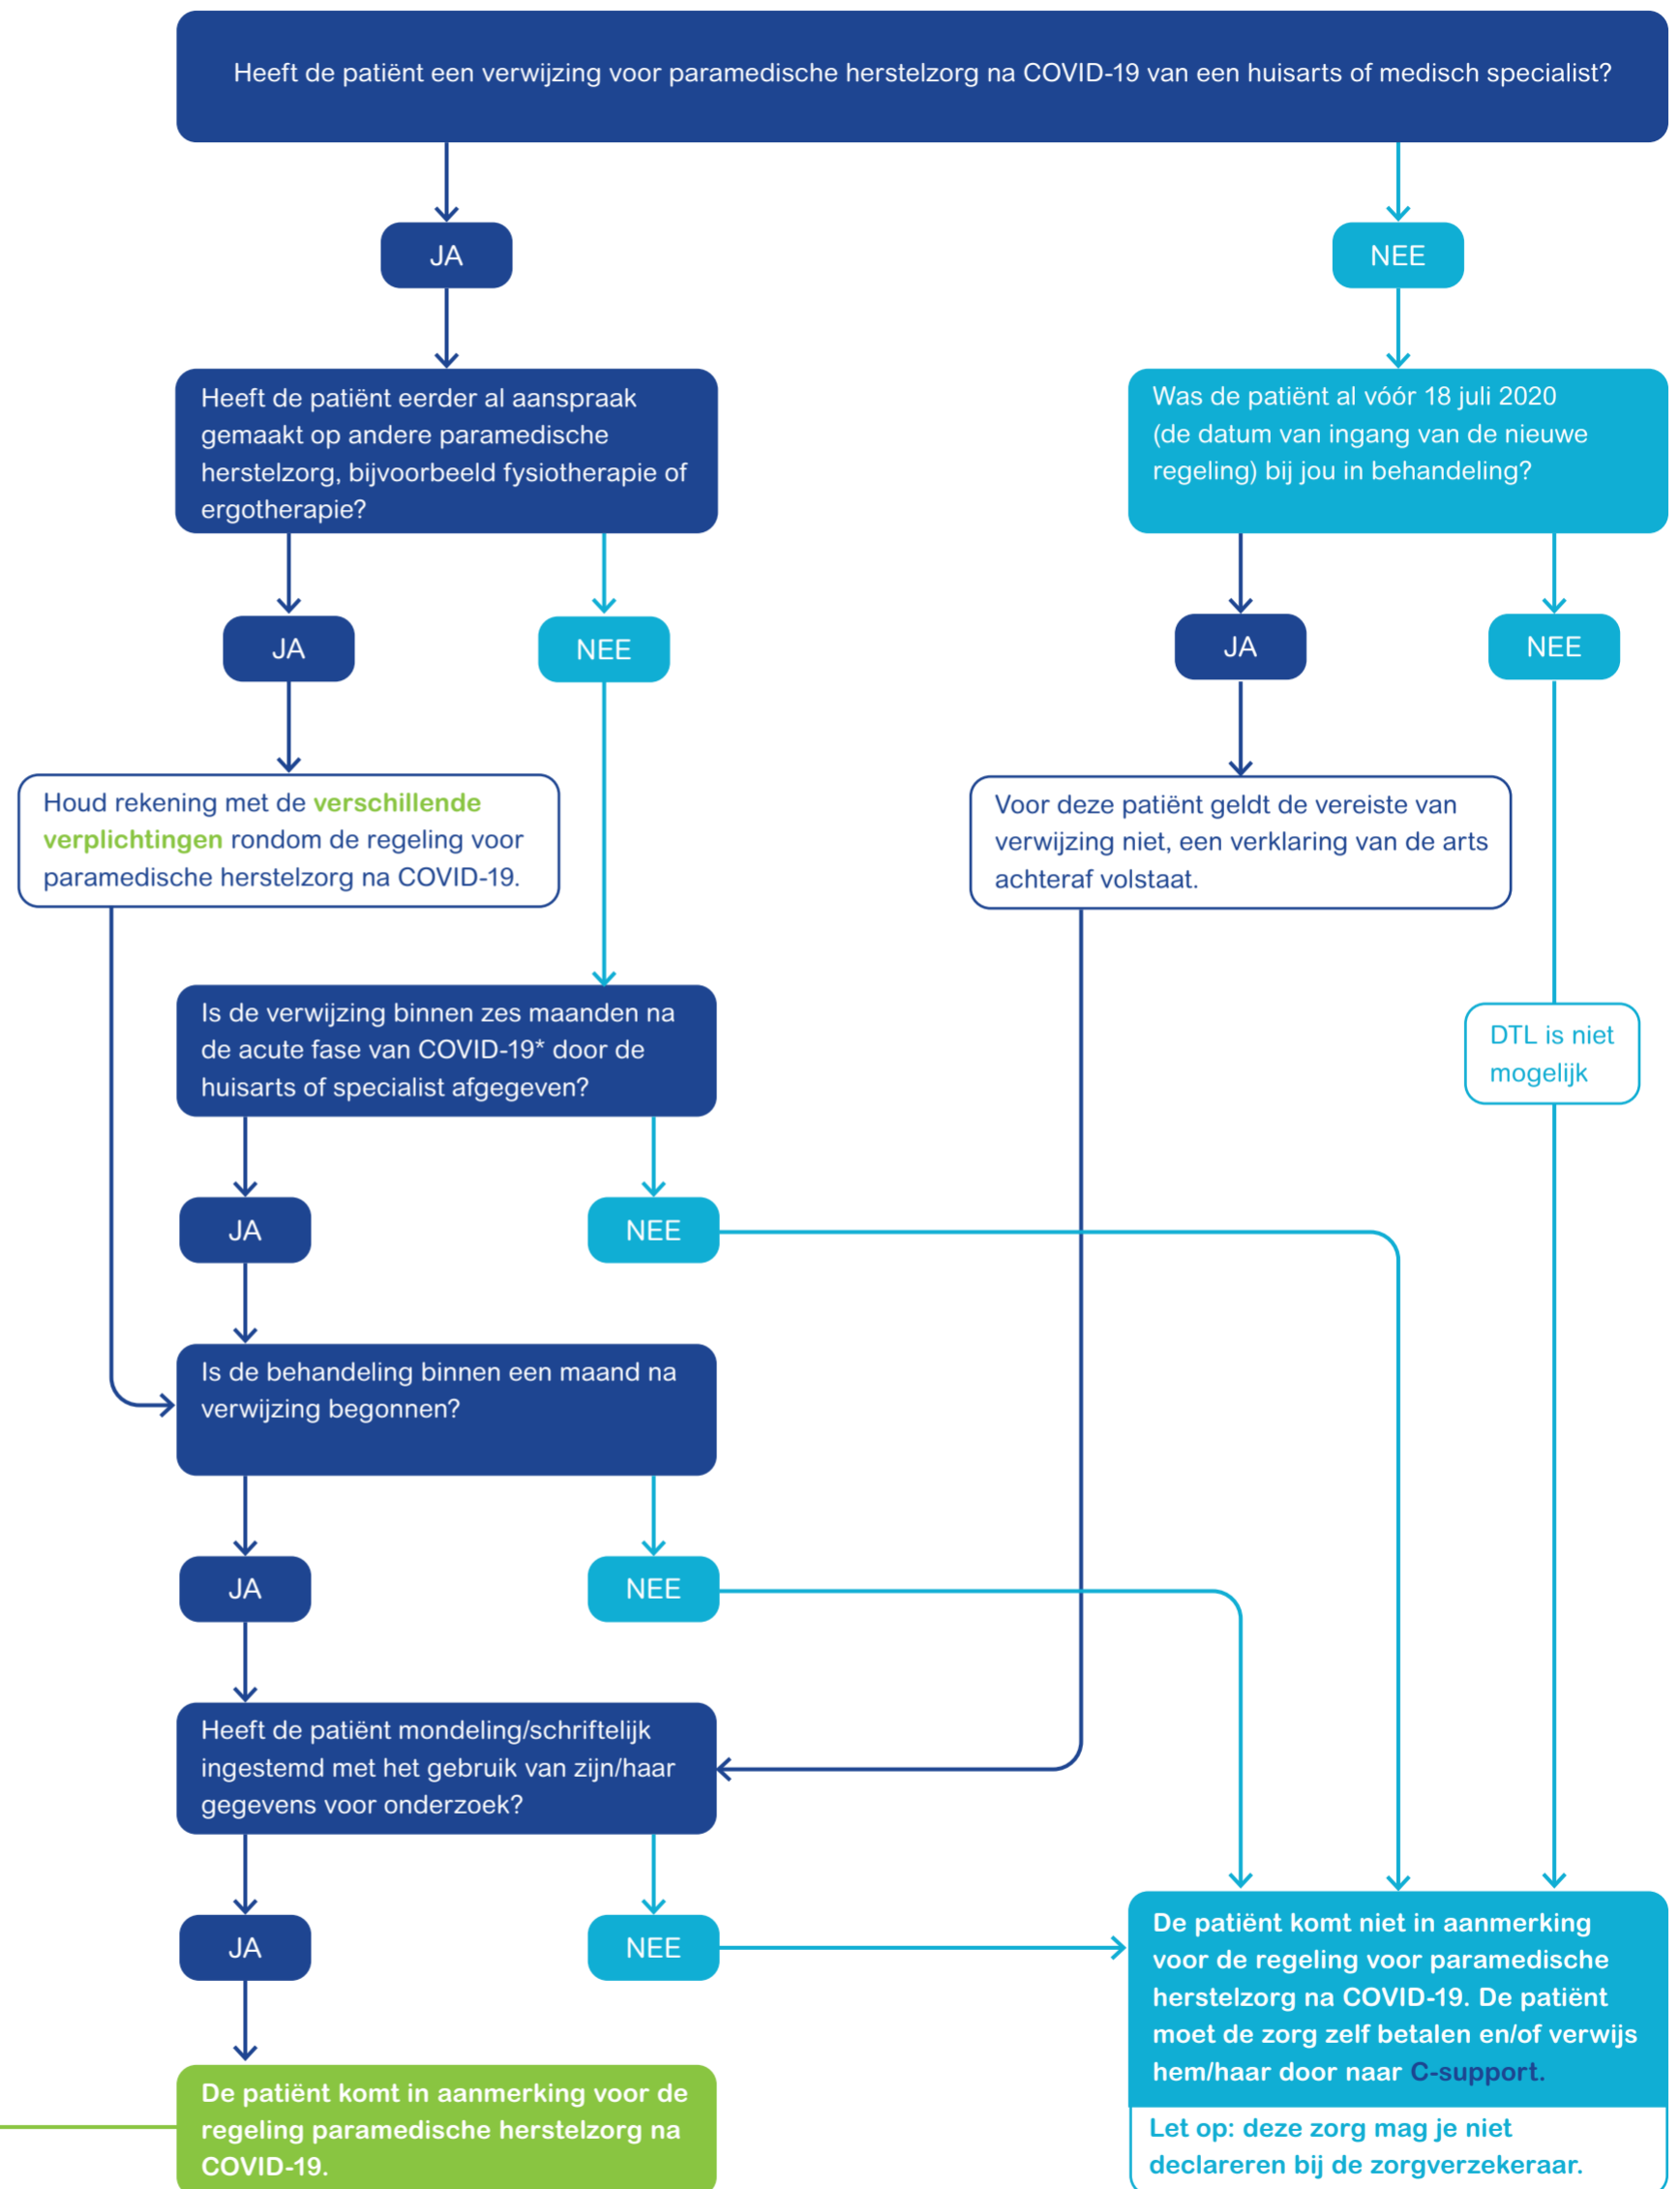 Heeft de patiënt een verwijzing voor paramedische herstelzorg na COVID-19 van een huisarts of medisch specialist?
JA
NEE
Heeft de patiënt eerder al aanspraak
gemaakt op andere paramedische
herstelzorg, bijvoorbeeld fysiotherapie of
ergotherapie?
Was de patiënt al vóór 18 juli 2020
(de datum van ingang van de nieuwe
regeling) bij jou in behandeling?
JA
NEE
JA
NEE
Houd rekening met de verschillende
verplichtingen rondom de regeling voor
paramedische herstelzorg na COVID-19.
Voor deze patiënt geldt de vereiste van
verwijzing niet, een verklaring van de arts
achteraf volstaat.
Is de verwijzing binnen zes maanden na
de acute fase van COVID-19* door de
huisarts of specialist afgegeven?
DTL is niet
mogelijk
JA
NEE
Is de behandeling binnen een maand na
verwijzing begonnen?
JA
NEE
Heeft de patiënt mondeling/schriftelijk
ingestemd met het gebruik van zijn/haar
gegevens voor onderzoek?
JA
NEE
De patiënt komt niet in aanmerking
voor de regeling voor paramedische
herstelzorg na COVID-19. De patiënt
moet de zorg zelf betalen en/of verwijs
hem/haar door naar C-support.
Let op: deze zorg mag je niet
declareren bij de zorgverzekeraar.
De patiënt komt in aanmerking voor de
regeling paramedische herstelzorg na
COVID-19.